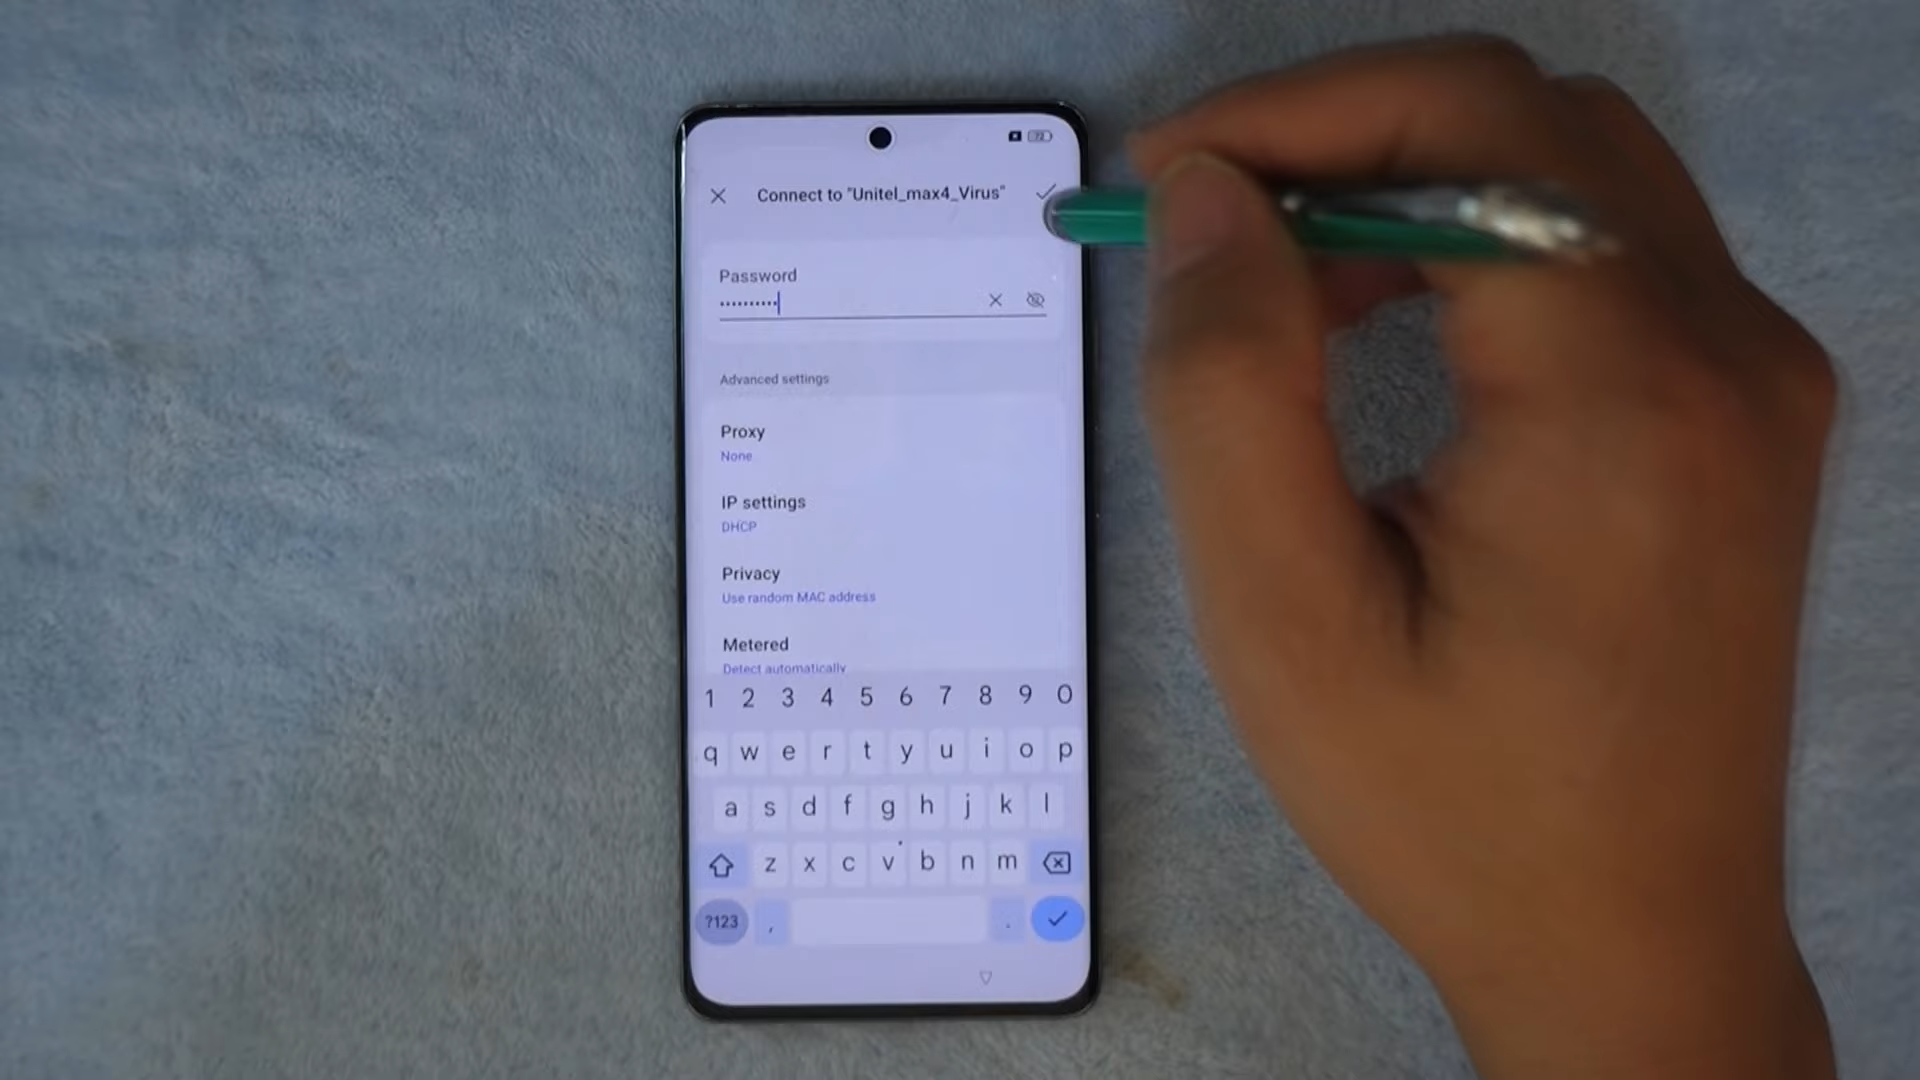 72
Connect to "Unitel_max4_Virus"
Password
••••••••••
Advanced settings
Proxy
None
IP settings
DHCP
Privacy
Use random MAC address
Metered
Detect automatically
1 2 3 4 5 6 7 8 9 0
q w e r t y u i o p
a s d f g h j k l
z x c v b n m
?123 , .